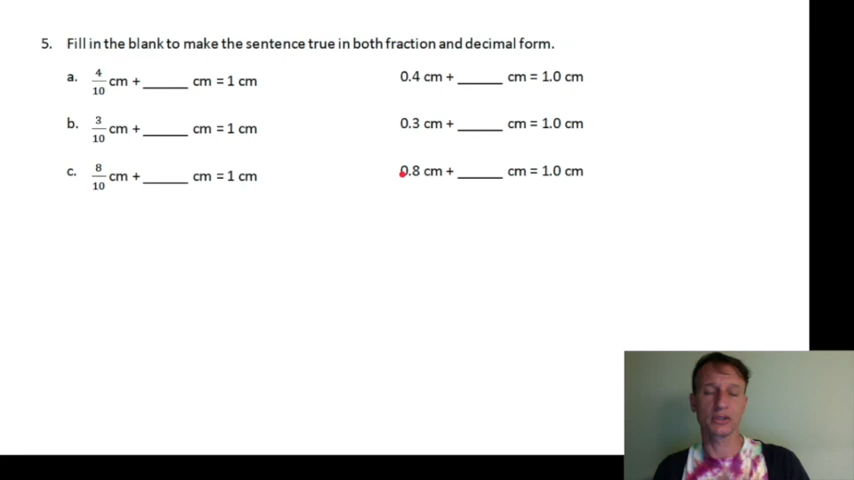 5. Fill in the blank to make the sentence true in both fraction and decimal form.
a. 4/10 cm + ______ cm = 1 cm 0.4 cm + ______ cm = 1.0 cm
b. 3/10 cm + ______ cm = 1 cm 0.3 cm + ______ cm = 1.0 cm
c. 8/10 cm + ______ cm = 1 cm 0.8 cm + ______ cm = 1.0 cm